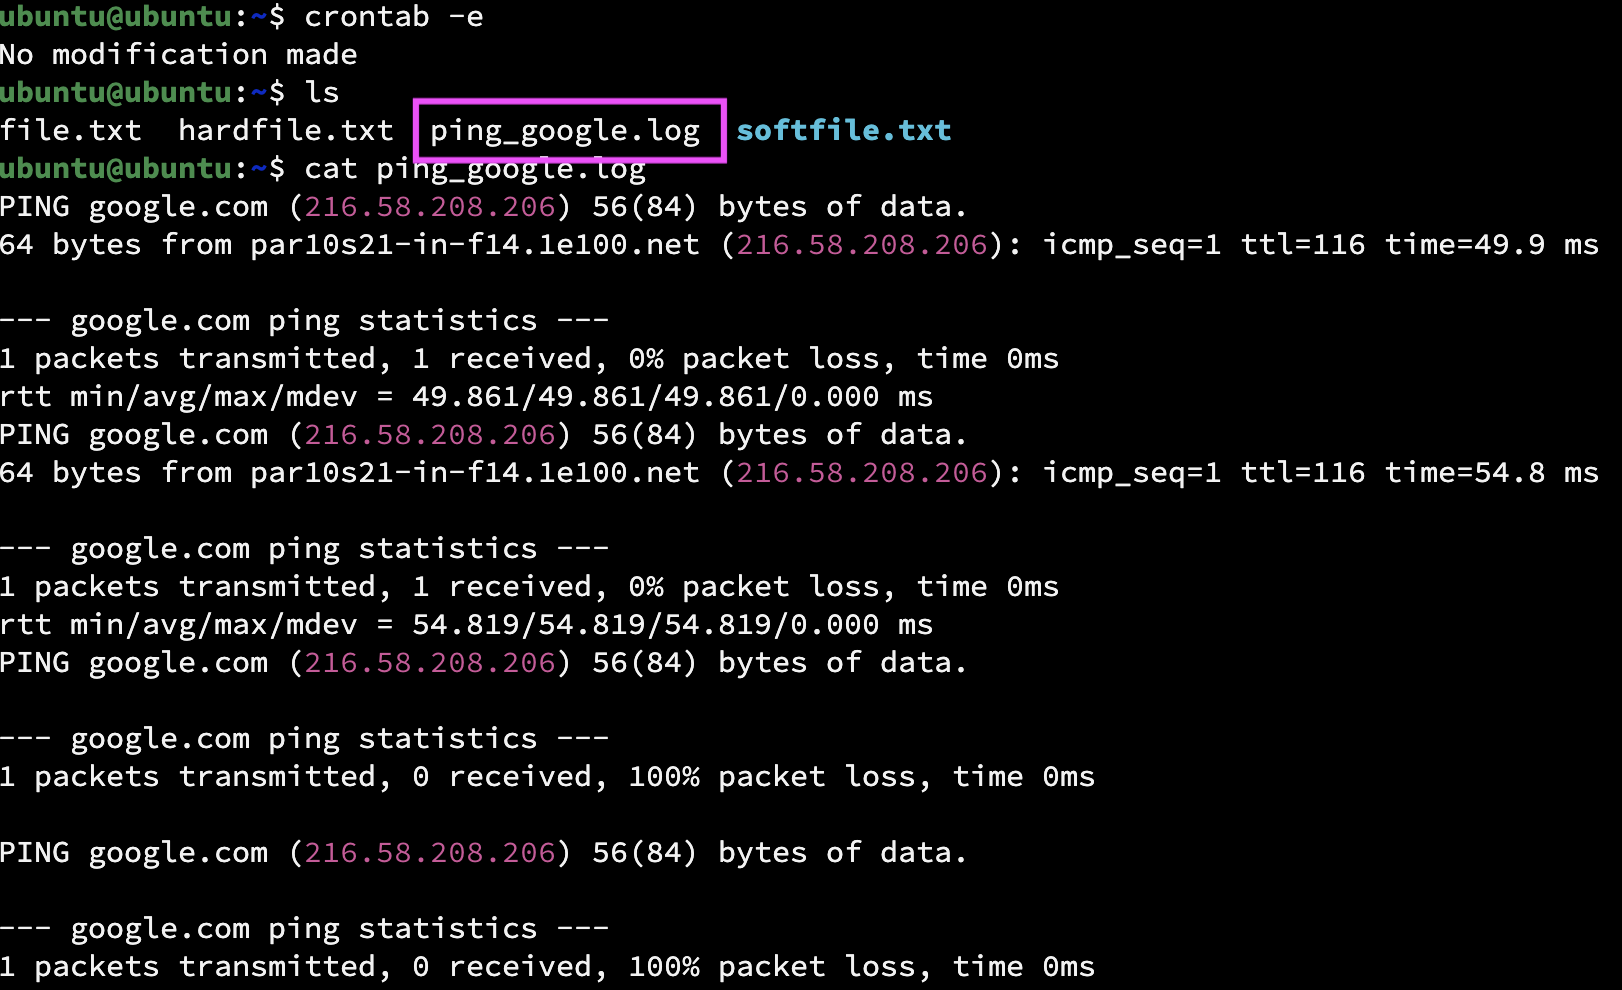 ubuntu@ubuntu:~$ crontab -e
No modification made
ubuntu@ubuntu:~$ ls
file.txt  hardfile.txt  ping_google.log  softfile.txt
ubuntu@ubuntu:~$ cat ping_google.log
PING google.com (216.58.208.206) 56(84) bytes of data.
64 bytes from par10s21-in-f14.1e100.net (216.58.208.206): icmp_seq=1 ttl=116 time=49.9 ms
--- google.com ping statistics ---
1 packets transmitted, 1 received, 0% packet loss, time 0ms
rtt min/avg/max/mdev = 49.861/49.861/49.861/0.000 ms
PING google.com (216.58.208.206) 56(84) bytes of data.
64 bytes from par10s21-in-f14.1e100.net (216.58.208.206): icmp_seq=1 ttl=116 time=54.8 ms
--- google.com ping statistics ---
1 packets transmitted, 1 received, 0% packet loss, time 0ms
rtt min/avg/max/mdev = 54.819/54.819/54.819/0.000 ms
PING google.com (216.58.208.206) 56(84) bytes of data.
--- google.com ping statistics ---
1 packets transmitted, 0 received, 100% packet loss, time 0ms
PING google.com (216.58.208.206) 56(84) bytes of data.
--- google.com ping statistics ---
1 packets transmitted, 0 received, 100% packet loss, time 0ms